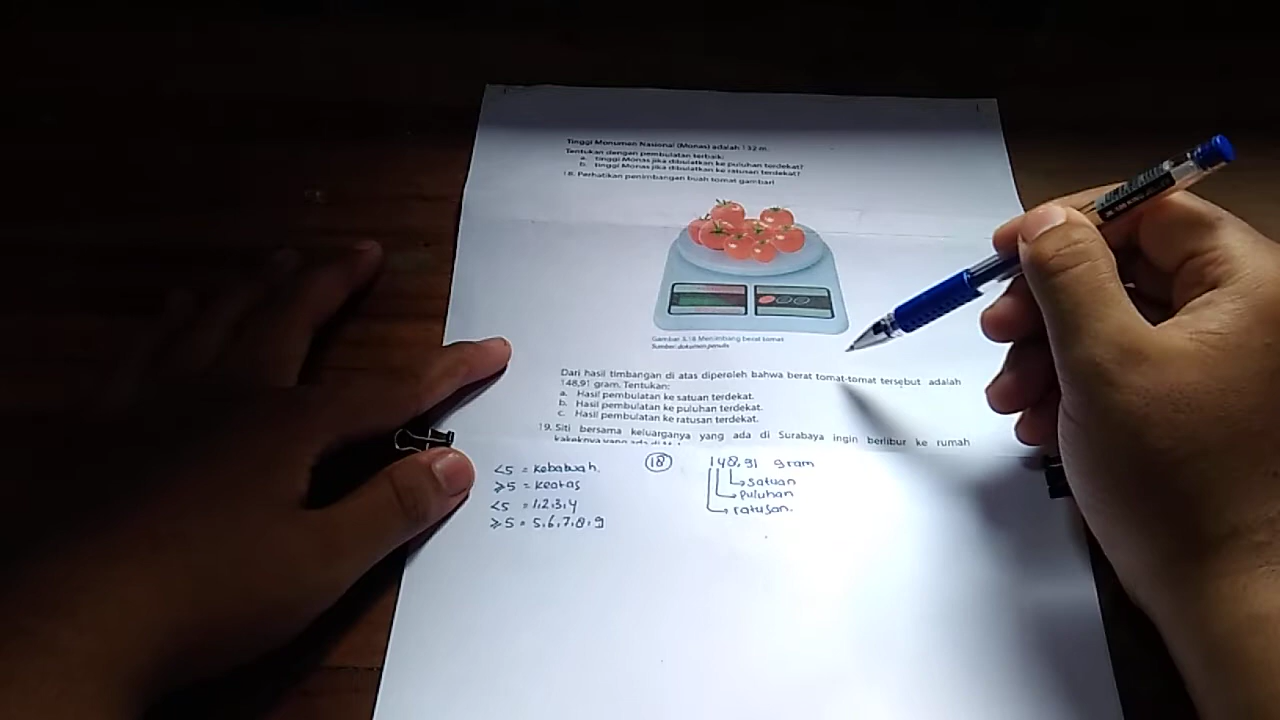 Tinggi Monumen Nasional (Monas) adalah 132 m.
Tentukan dengan pembulatan terbaik:
a. tinggi Monas jika dibulatkan ke puluhan terdekat?
b. tinggi Monas jika dibulatkan ke ratusan terdekat?
18. Perhatikan penimbangan buah tomat gambar!
Gambar 3.18 Menimbang berat tomat
Sumber: dokumen penulis
Dari hasil timbangan di atas diperoleh bahwa berat tomat-tomat tersebut adalah
148,91 gram. Tentukan:
a. Hasil pembulatan ke satuan terdekat.
b. Hasil pembulatan ke puluhan terdekat.
c. Hasil pembulatan ke ratusan terdekat.
19. Siti bersama keluarganya yang ada di Surabaya ingin berlibur ke rumah
kakeknya yang ada di
<5 = kebawah.
≥5 = keatas
<5 = 1,2,3,4
≥5 = 5,6,7,8,9
18
148,91 gram
satuan
puluhan
ratusan.